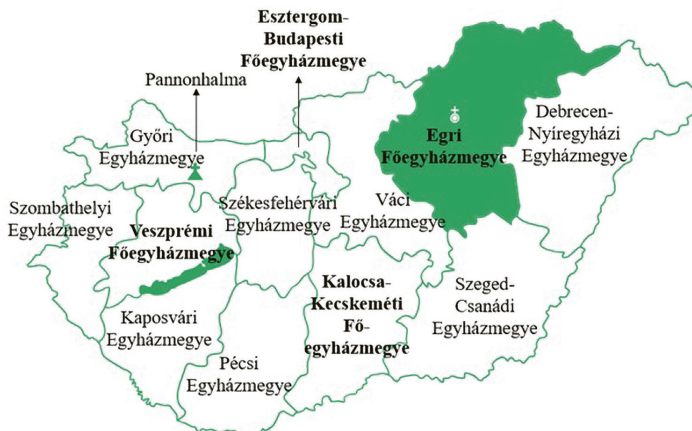 Esztergom-
Budapesti
Főegyházmegye
Pannonhalma
Győri
Egyházmegye
Egri
Főegyházmegye
Debrecen-
Nyíregyházi
Egyházmegye
Szombathelyi
Egyházmegye
Veszprémi
Főegyházmegye
Székesfehérvári
Egyházmegye
Váci
Egyházmegye
Kaposvári
Egyházmegye
Pécsi
Egyházmegye
Kalocsa-
Kecskeméti
Fő-
egyházmegye
Szeged-
Csanádi
Egyházmegye